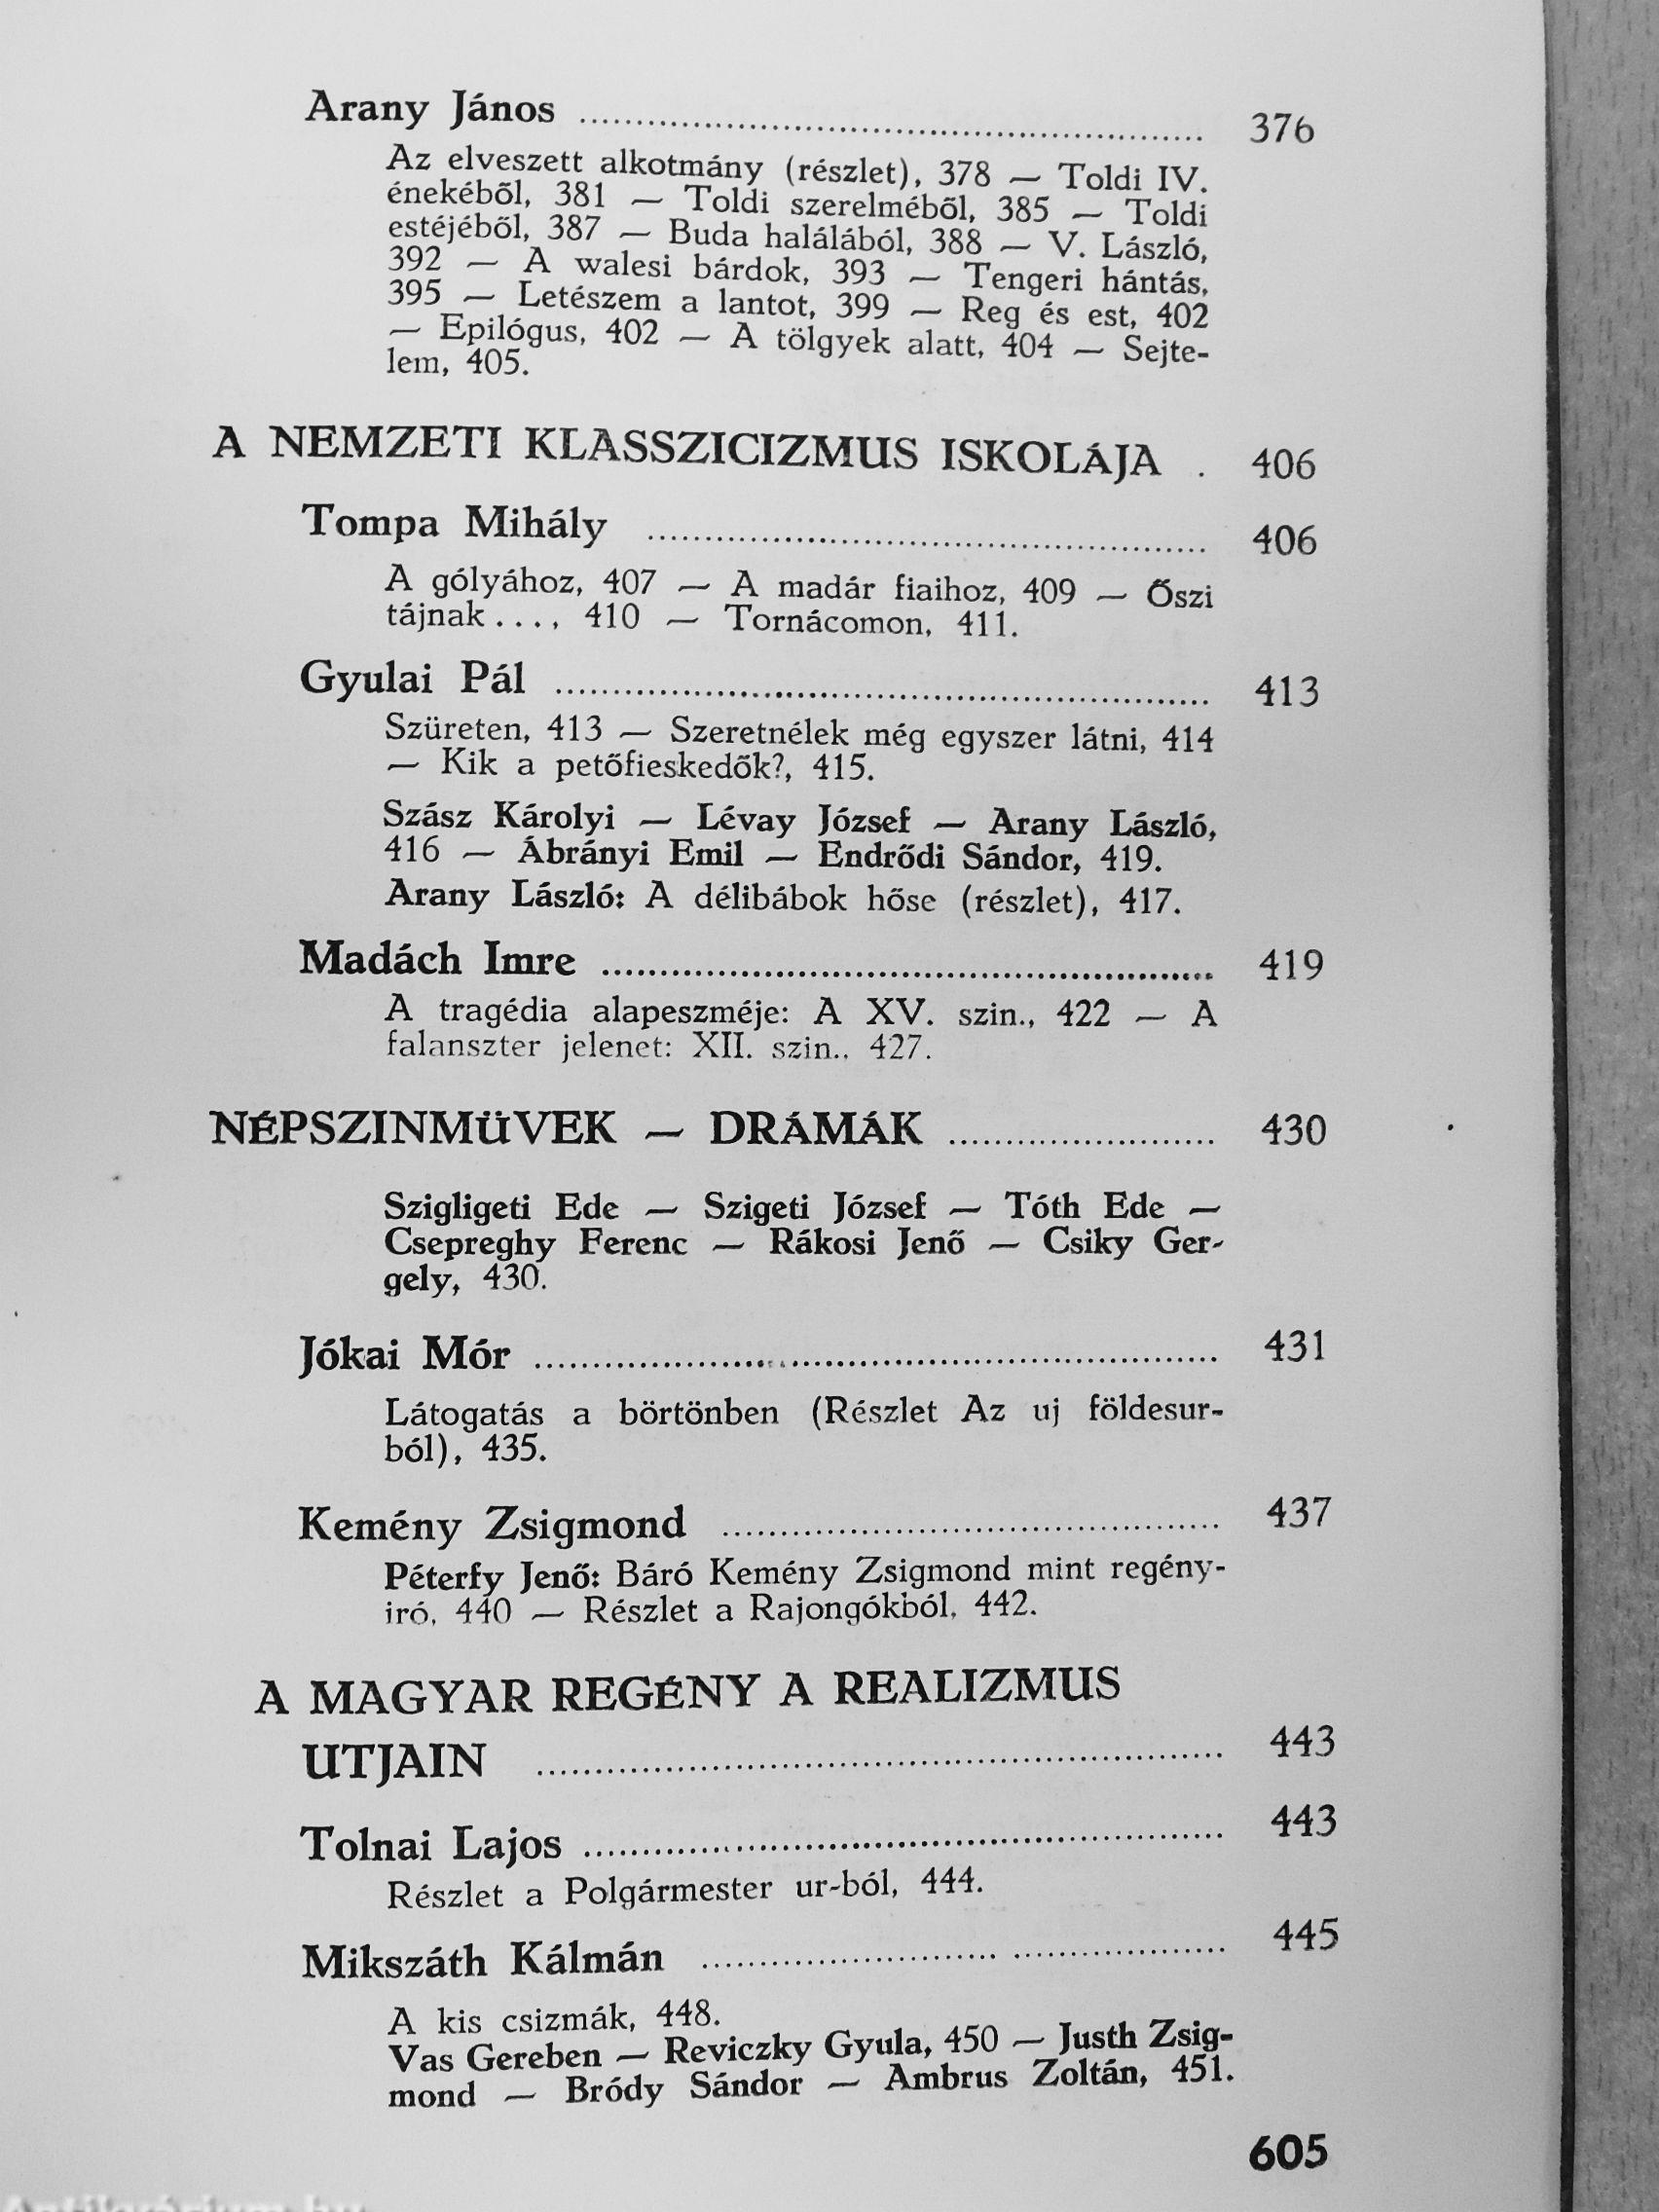 Arany János ........ 376
Az elveszett alkotmány (részlet), 378 — Toldi IV.
énekéből, 381 — Toldi szerelméből, 385 — Toldi
estéjéből, 387 — Buda halálából, 388 — V. László,
392 — A walesi bárdok, 393 — Tengeri hántás,
395 — Letészem a lantot, 399 — Reg és est, 402
— Epilógus, 402 — A tölgyek alatt, 404 — Sejte-
lem, 405.
A NEMZETI KLASSZICIZMUS ISKOLÁJA . 406
Tompa Mihály ........ 406
A gólyához, 407 — A madár fiaihoz, 409 — Őszi
tájnak . . . , 410 — Tornácomon, 411.
Gyulai Pál ........ 413
Szüreten, 413 — Szeretnélek még egyszer látni, 414
— Kik a petőfieskedők?, 415.
Szász Károlyi — Lévay József — Arany László,
416 — Ábrányi Emil — Endrődi Sándor, 419.
Arany László: A délibábok hőse (részlet), 417.
Madách Imre ........ 419
A tragédia alapeszméje: A XV. szin., 422 — A
falanszter jelenet: XII. szin., 427.
NÉPSZINMÜVEK — DRÁMÁK ........ 430
Szigligeti Ede — Szigeti József — Tóth Ede —
Csepreghy Ferenc — Rákosi Jenő — Csiky Ger-
gely, 430.
Jókai Mór ........ 431
Látogatás a börtönben (Részlet Az uj földesur-
ból), 435.
Kemény Zsigmond ........ 437
Péterfy Jenő: Báró Kemény Zsigmond mint regény-
iró, 440 — Részlet a Rajongókból, 442.
A MAGYAR REGÉNY A REALIZMUS
UTJAIN ........ 443
Tolnai Lajos ........ 443
Részlet a Polgármester ur-ból, 444.
Mikszáth Kálmán ........ 445
A kis csizmák, 448.
Vas Gereben — Reviczky Gyula, 450 — Justh Zsig-
mond — Bródy Sándor — Ambrus Zoltán, 451.
605